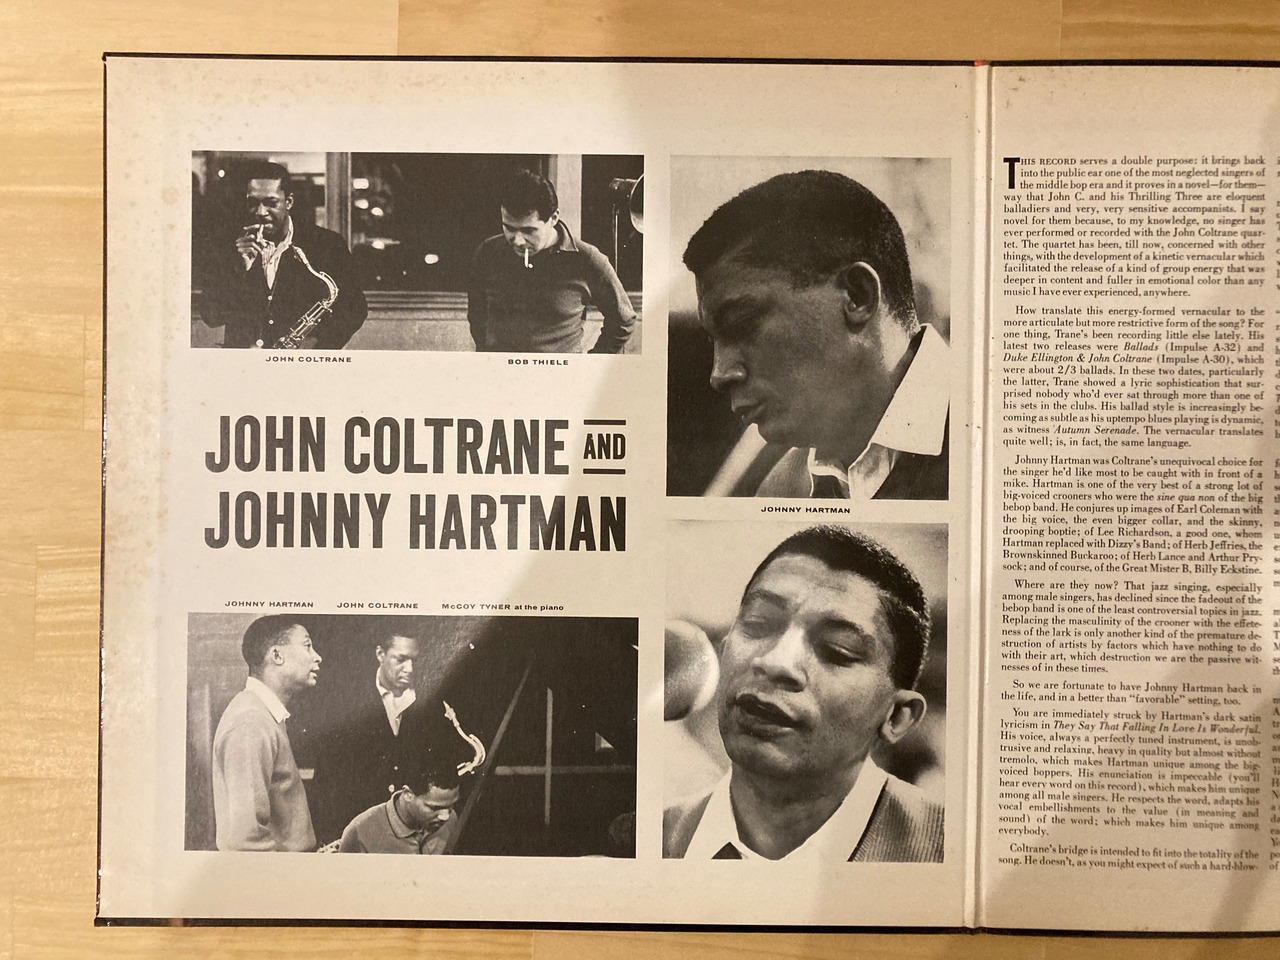 JOHN COLTRANE
BOB THIELE
JOHN COLTRANE AND
JOHNNY HARTMAN
JOHNNY HARTMAN
JOHNNY HARTMAN
JOHN COLTRANE
McCOY TYNER at the piano
THIS RECORD serves a double purpose: it brings back
into the public ear one of the most neglected singers of
the middle bop era and it proves in a novel—for them—
way that John C. and his Thrilling Three are eloquent
balladiers and very, very sensitive accompanists. I say
novel for them because, to my knowledge, no singer has
ever performed or recorded with the John Coltrane quar-
tet. The quartet has been, till now, concerned with other
things, with the development of a kinetic vernacular which
facilitated the release of a kind of group energy that was
deeper in content and fuller in emotional color than any
music I have ever experienced, anywhere.
How translate this energy-formed vernacular to the
more articulate but more restrictive form of the song? For
one thing, Trane's been recording little else lately. His
latest two releases were Ballads (Impulse A-32) and
Duke Ellington & John Coltrane (Impulse A-30), which
were about 2/3 ballads. In these two dates, particularly
the latter, Trane showed a lyric sophistication that sur-
prised nobody who'd ever sat through more than one of
his sets in the clubs. His ballad style is increasingly be-
coming as subtle as his uptempo blues playing is dynamic,
as witness Autumn Serenade. The vernacular translates
quite well; is, in fact, the same language.
Johnny Hartman was Coltrane's unequivocal choice for
the singer he'd like most to be caught with in front of a
mike. Hartman is one of the very best of a strong lot of
big-voiced crooners who were the sine qua non of the big
bebop band. He conjures up images of Earl Coleman with
the big voice, the even bigger collar, and the skinny,
drooping boptie; of Lee Richardson, a good one, whom
Hartman replaced with Dizzy's Band; of Herb Jeffries, the
Brownskinned Buckaroo; of Herb Lance and Arthur Pry-
sock; and of course, of the Great Mister B, Billy Eckstine.
Where are they now? That jazz singing, especially
among male singers, has declined since the fadeout of the
bebop band is one of the least controversial topics in jazz.
Replacing the masculinity of the crooner with the effete-
ness of the lark is only another kind of the premature de-
struction of artists by factors which have nothing to do
with their art, which destruction we are the passive wit-
nesses of in these times.
So we are fortunate to have Johnny Hartman back in
the life, and in a better than "favorable" setting, too.
You are immediately struck by Hartman's dark satin
lyricism in They Say That Falling In Love Is Wonderful.
His voice, always a perfectly tuned instrument, is unob-
trusive and relaxing, heavy in quality but almost without
tremolo, which makes Hartman unique among the big-
voiced boppers. His enunciation is impeccable (you'll
hear every word on this record), which makes him unique
among all male singers. He respects the word, adapts his
vocal embellishments to the value (in meaning and
sound) of the word; which makes him unique among
everybody.
Coltrane's bridge is intended to fit into the totality of the
song. He doesn't, as you might expect of such a hard-blow-